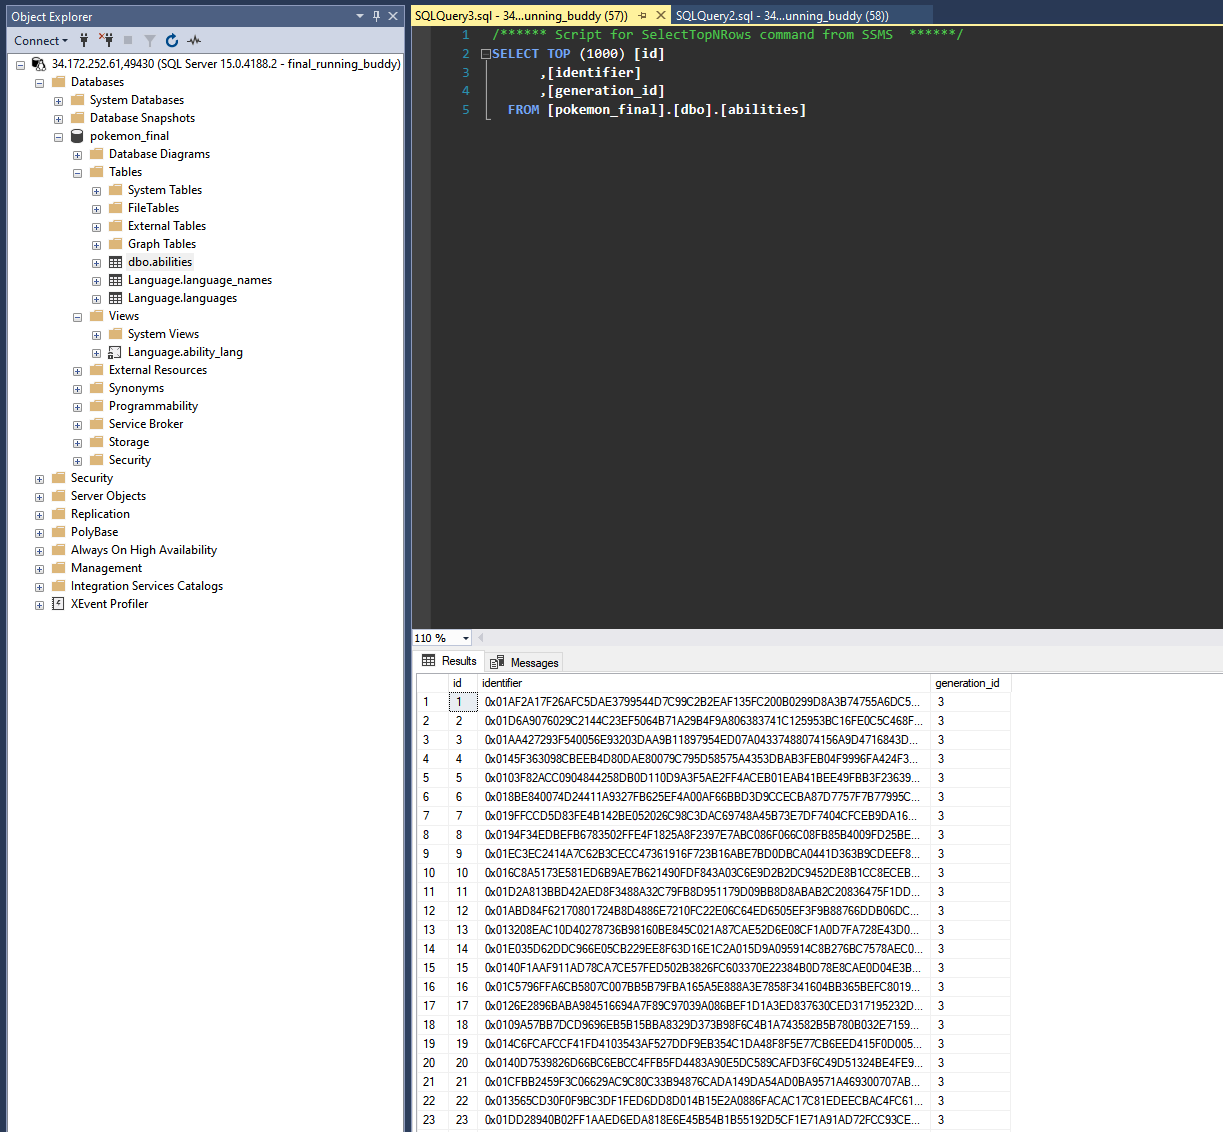 Object Explorer
Connect
34.172.252.61,49430 (SQL Server 15.0.4188.2 - final_running_buddy)
Databases
System Databases
Database Snapshots
pokemon_final
Database Diagrams
Tables
System Tables
FileTables
External Tables
Graph Tables
dbo.abilities
Language.language_names
Language.languages
Views
System Views
Language.ability_lang
External Resources
Synonyms
Programmability
Service Broker
Storage
Security
Security
Server Objects
Replication
PolyBase
Always On High Availability
Management
Integration Services Catalogs
XEvent Profiler
SQLQuery3.sql - 34...unning_buddy (57)) SQLQuery2.sql - 34...unning_buddy (58))
1 /****** Script for SelectTopNRows command from SSMS ******/
2 SELECT TOP (1000) [id]
3 ,[identifier]
4 ,[generation_id]
5 FROM [pokemon_final].[dbo].[abilities]
110 %
Results Messages
id identifier generation_id
1 1 0x01AF2A17F26AFC5DAE3799544D7C99C2B2EAF135FC200B0299D8A3B74755A6DC5... 3
2 2 0x01D6A9076029C2144C23EF5064B71A29B4F9A806383741C125953BC16FE0C5C468F... 3
3 3 0x01AA427293F540056E93203DAA9B11897954ED07A04337488074156A9D4716843D... 3
4 4 0x0145F363098CBEEB4D80DAE80079C795D58575A4353DBAB3FEB04F9996FA424F3... 3
5 5 0x0103F82ACC0904844258DB0D110D9A3F5AE2FF4ACEB01EAB41BEE49FBB3F23639... 3
6 6 0x018BE840074D24411A9327FB625EF4A00AF66BBD3D9CCECBA87D7757F7B77995C... 3
7 7 0x019FFCCD5D83FE4B142BE052026C98C3DAC69748A45B73E7DF7404CFCEB9DA16... 3
8 8 0x0194F34EDBEFB6783502FFE4F1825A8F2397E7ABC086F066C08FB85B4009FD25BE... 3
9 9 0x01EC3EC2414A7C62B3CECC47361916F723B16ABE7BD0DBCA0441D363B9CDEEF8... 3
10 10 0x016C8A5173E581ED6B9AE7B621490FDF843A03C6E9D2B2DC9452DE8B1CC8ECEB... 3
11 11 0x01D2A813BBD42AED8F3488A32C79FB8D951179D09BB8D8ABAB2C20836475F1DD... 3
12 12 0x01ABD84F62170801724B8D4886E7210FC22E06C64ED6505EF3F9B88766DDB06DC... 3
13 13 0x013208EAC10D40278736B98160BE845C021A87CAE52D6E08CF1A0D7FA728E43D0... 3
14 14 0x01E035D62DDC966E05CB229EE8F63D16E1C2A015D9A095914C8B276BC7578AEC0... 3
15 15 0x0140F1AAF911AD78CA7CE57FED502B3826FC603370E22384B0D78E8CAE0D04E3B... 3
16 16 0x01C5796FFA6CB5807C007BB5B79FBA165A5E888A3E7858F341604BB365BEFC8019... 3
17 17 0x0126E2896BABA984516694A7F89C97039A086BEF1D1A3ED837630CED317195232D... 3
18 18 0x0109A57BB7DCD9696EB5B15BBA8329D373B98F6C4B1A743582B5B780B032E7159... 3
19 19 0x014C6FCAFCCF41FD4103543AF527DDF9EB354C1DA48F8F5E77CB6EED415F0D005... 3
20 20 0x0140D7539826D66BC6EBCC4FFB5FD4483A90E5DC589CAFD3F6C49D51324BE4FE9... 3
21 21 0x01CFBB2459F3C06629AC9C80C33B94876CADA149DA54AD0BA9571A469300707AB... 3
22 22 0x013565CD30F0F9BC3DF1FED6DD8D014B15E2A0886FACAC17C81EDEECBAC4FC61... 3
23 23 0x01DD28940B02FF1AAED6EDA818E6E45B54B1B55192D5CF1E71A91AD72FCC93CE... 3